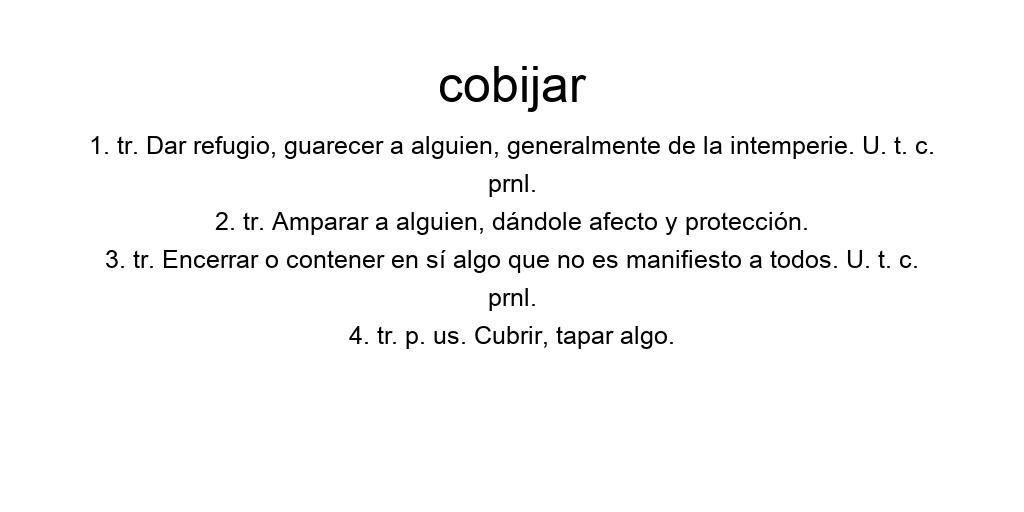 cobijar
1. tr. Dar refugio, guarecer a alguien, generalmente de la intemperie. U. t. c.
prnl.
2. tr. Amparar a alguien, dándole afecto y protección.
3. tr. Encerrar o contener en sí algo que no es manifiesto a todos. U. t. c.
prnl.
4. tr. p. us. Cubrir, tapar algo.